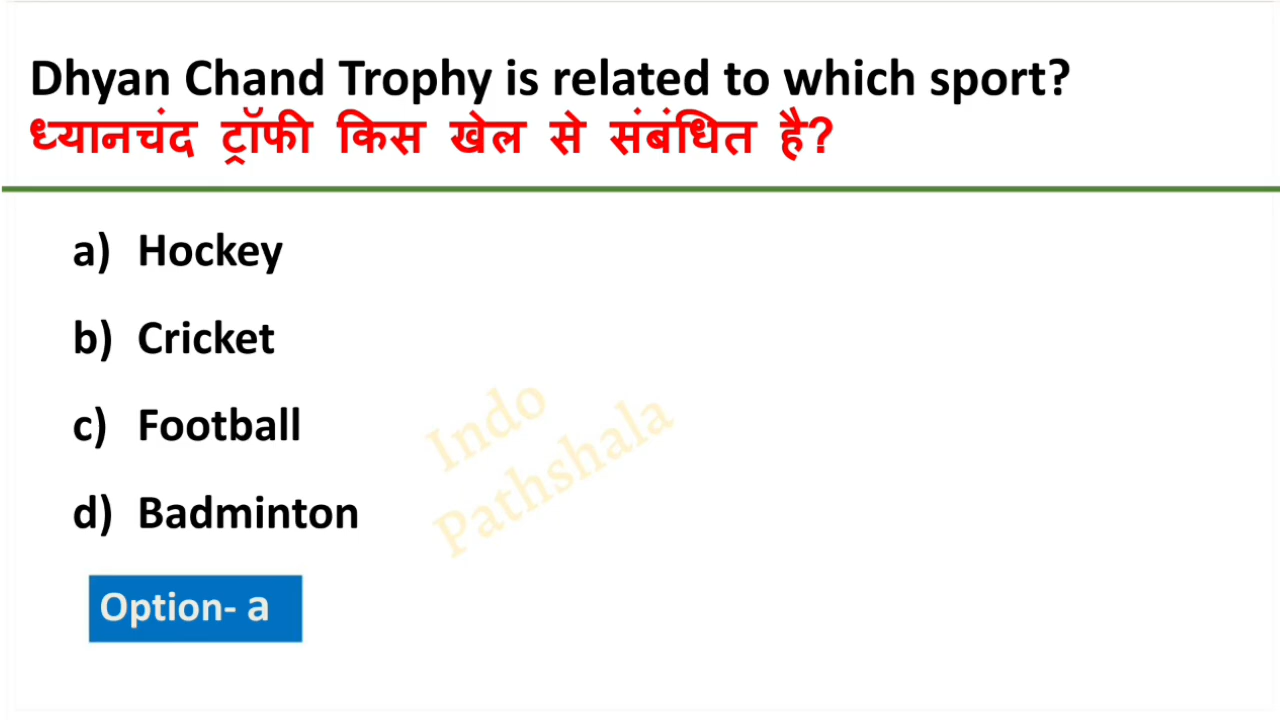 Dhyan Chand Trophy is related to which sport?
ध्यानचंद ट्रॉफी किस खेल से संबंधित है?
a) Hockey
b) Cricket
c) Football
d) Badminton
Indo
Pathshala
Option- a